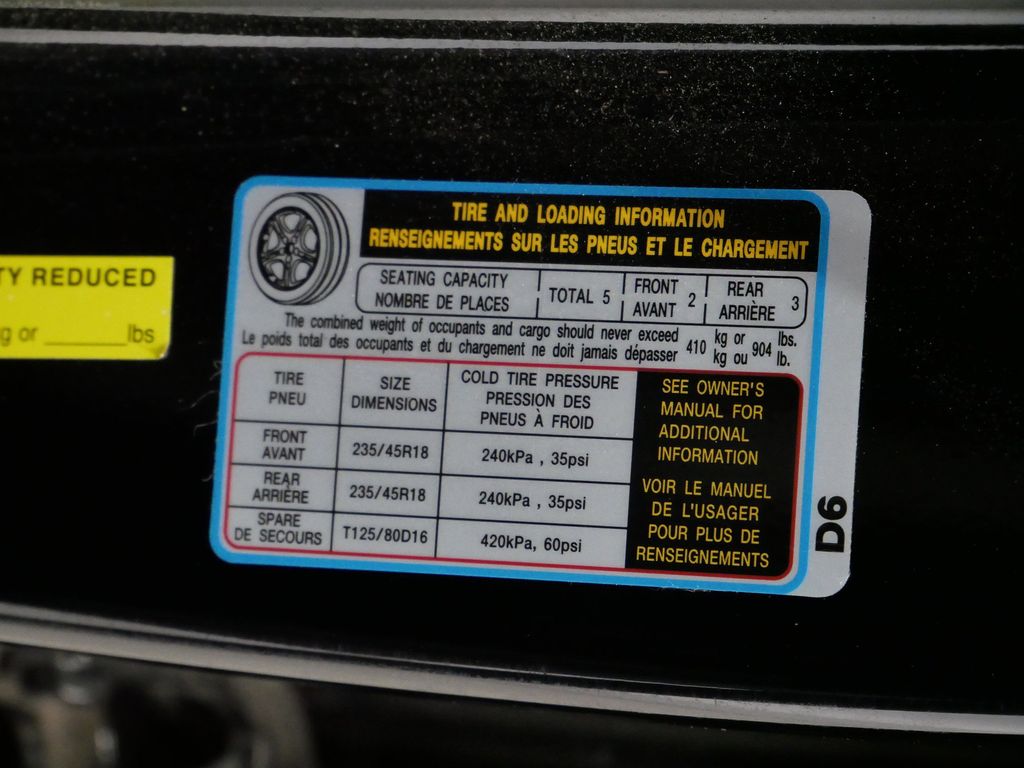 TY REDUCED
g or ______lbs
TIRE AND LOADING INFORMATION
RENSEIGNEMENTS SUR LES PNEUS ET LE CHARGEMENT
SEATING CAPACITY
NOMBRE DE PLACES
TOTAL 5
FRONT
AVANT 2
REAR
ARRIÈRE 3
The combined weight of occupants and cargo should never exceed 410 kg or 904 lbs.
Le poids total des occupants et du chargement ne doit jamais dépasser kg ou lb.
TIRE
PNEU
SIZE
DIMENSIONS
COLD TIRE PRESSURE
PRESSION DES
PNEUS À FROID
FRONT
AVANT
235/45R18
240kPa , 35psi
REAR
ARRIÈRE
235/45R18
240kPa , 35psi
SPARE
DE SECOURS
T125/80D16
420kPa, 60psi
SEE OWNER'S
MANUAL FOR
ADDITIONAL
INFORMATION
VOIR LE MANUEL
DE L'USAGER
POUR PLUS DE
RENSEIGNEMENTS
D6